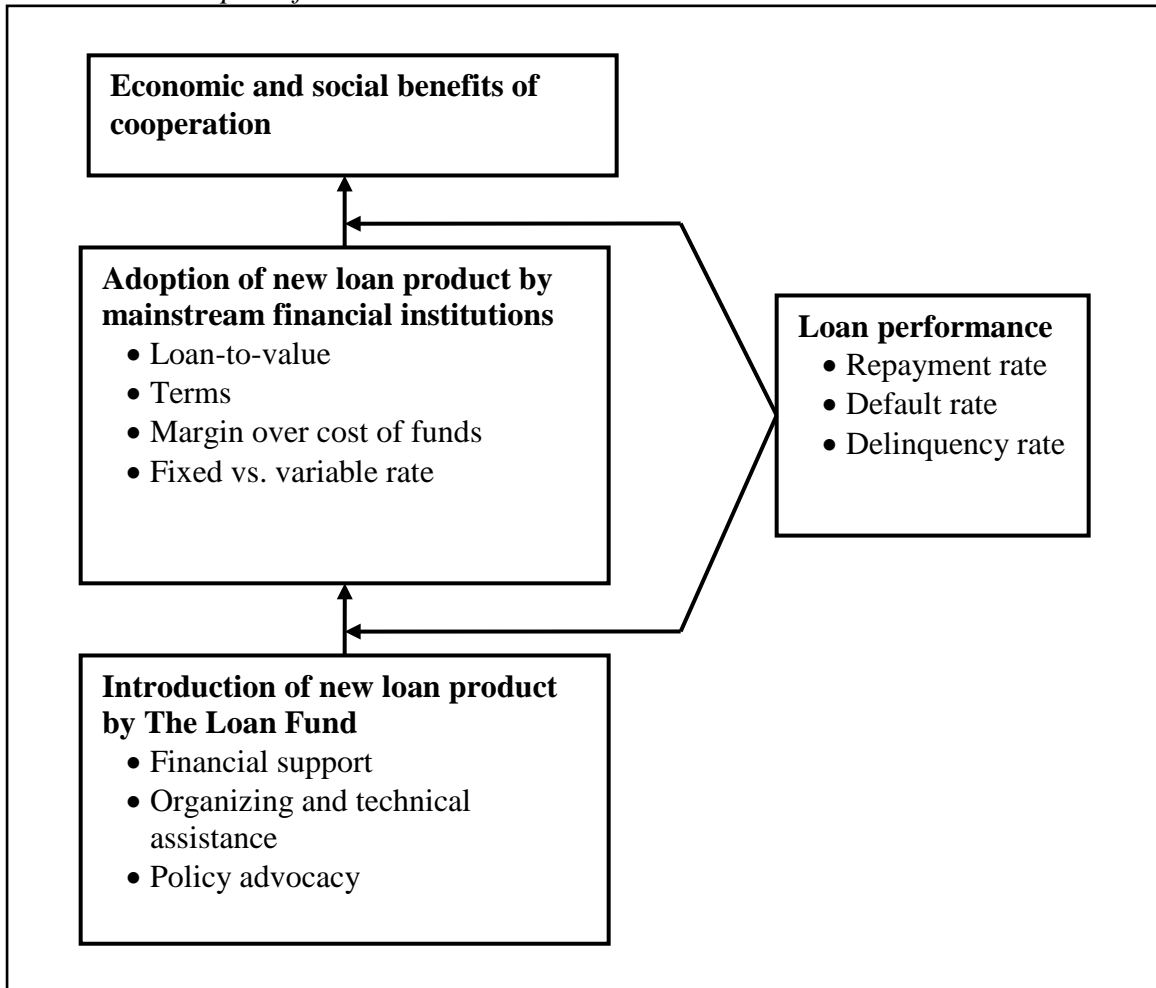 Economic and social benefits of
cooperation
Adoption of new loan product by
mainstream financial institutions
• Loan-to-value
• Terms
• Margin over cost of funds
• Fixed vs. variable rate
Loan performance
• Repayment rate
• Default rate
• Delinquency rate
Introduction of new loan product
by The Loan Fund
• Financial support
• Organizing and technical
assistance
• Policy advocacy